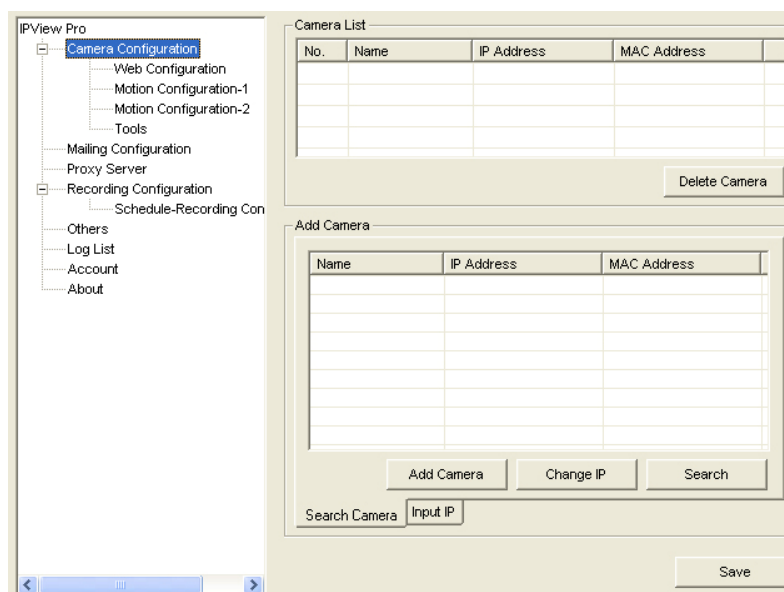 IPView Pro
Camera Configuration
Web Configuration
Motion Configuration-1
Motion Configuration-2
Tools
Mailing Configuration
Proxy Server
Recording Configuration
Schedule-Recording Con
Others
Log List
Account
About
Camera List
No. Name IP Address MAC Address
Delete Camera
Add Camera
Name IP Address MAC Address
Add Camera Change IP Search
Search Camera Input IP
Save